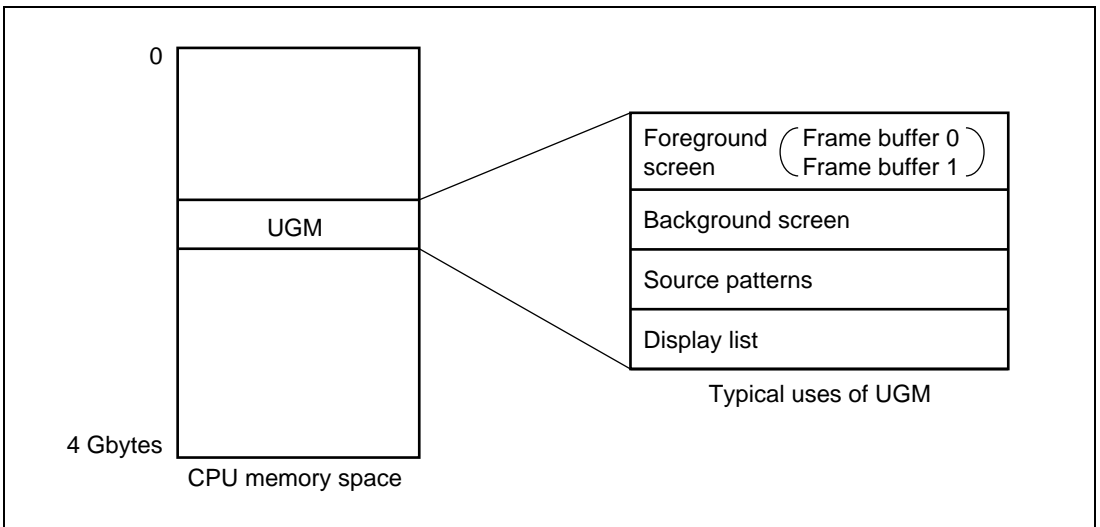 0
UGM
4 Gbytes
CPU memory space
Foreground
screen
Frame buffer 0
Frame buffer 1
Background screen
Source patterns
Display list
Typical uses of UGM